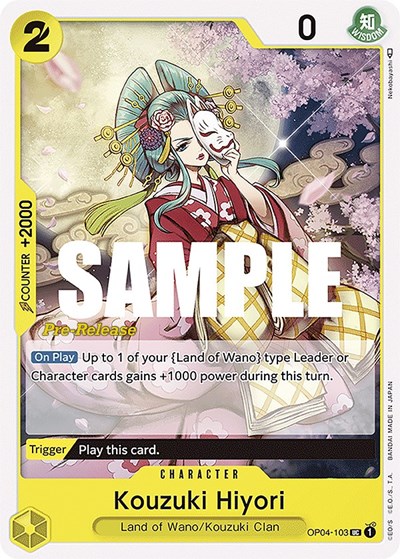 2
0
知
WISDOM
Nekobayashi
COUNTER +2000
SAMPLE
Pre-Release
On Play Up to 1 of your {Land of Wano} type Leader or
Character cards gains +1000 power during this turn.
Trigger Play this card.
CHARACTER
Kouzuki Hiyori
Land of Wano/Kouzuki Clan
OP04-103 UC 1
©E.O/S ©E.O./S., T.A. BANDAI MADE IN JAPAN